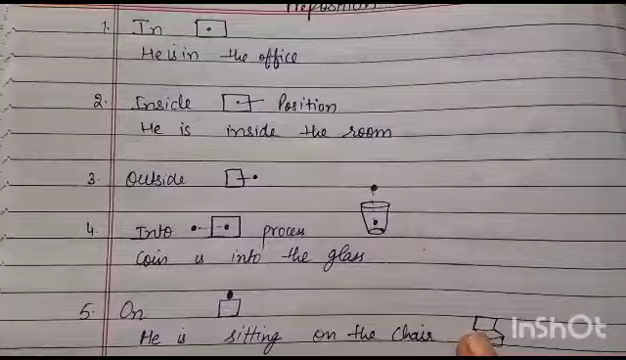 Preposition
1. In
He is in the office
2. Inside Position
He is inside the room
3. Outside
4. Into process
Coin is into the glass
5. On
He is sitting on the chair
InShOt